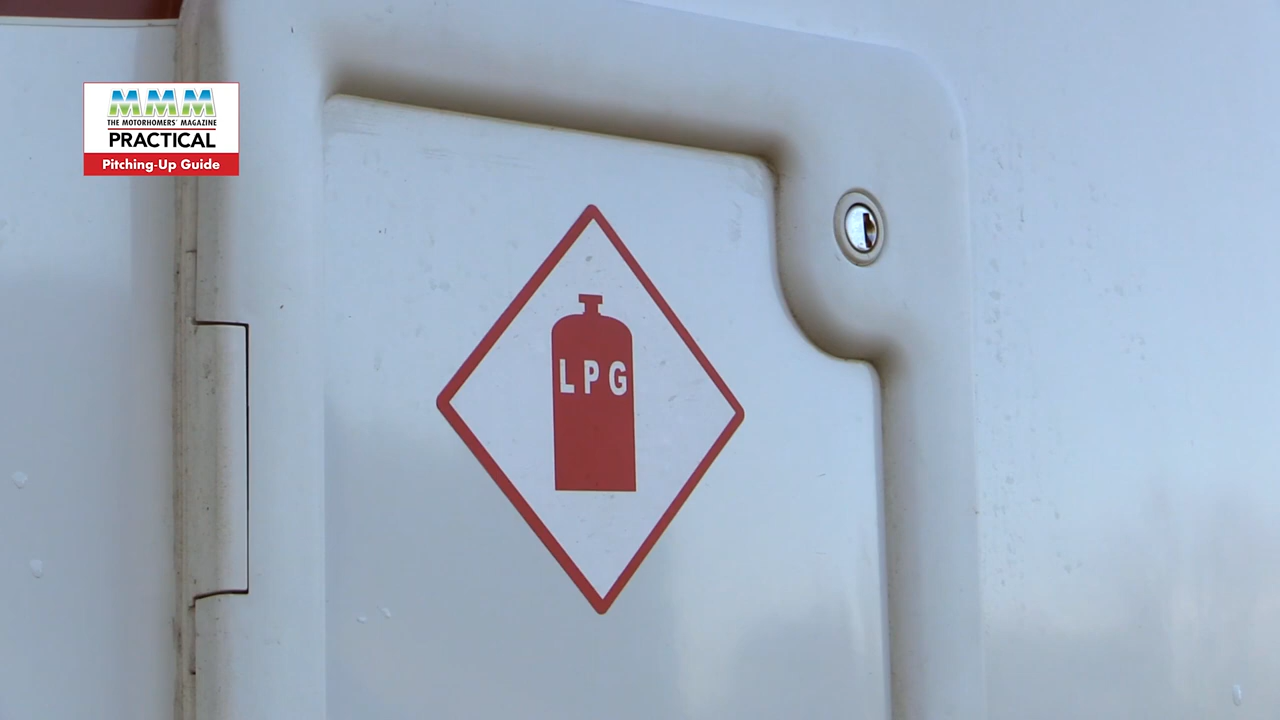 MMM
THE MOTORHOMERS' MAGAZINE
PRACTICAL
Pitching-Up Guide
LPG